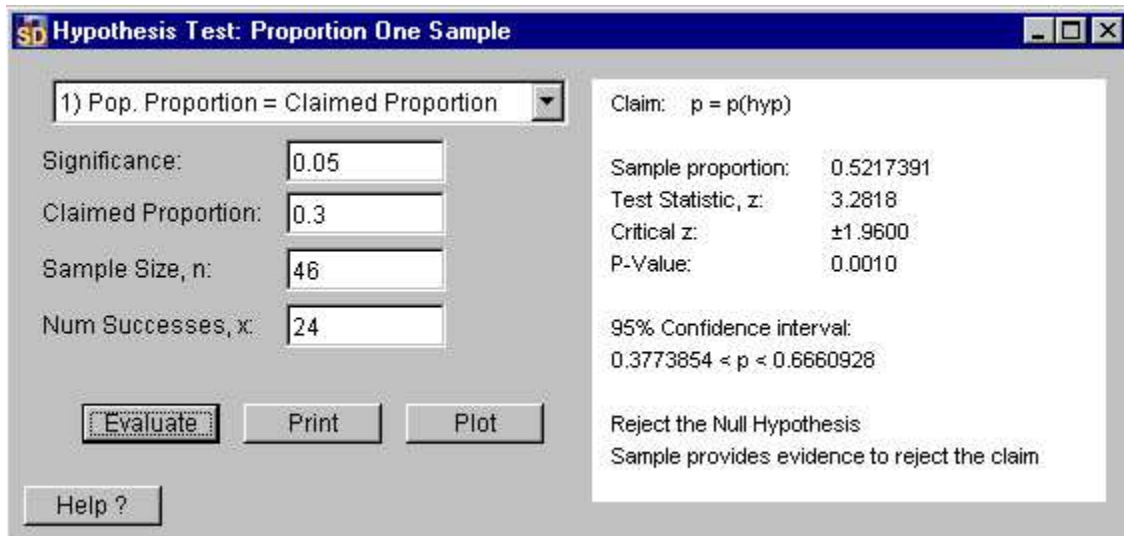 SD Hypothesis Test: Proportion One Sample
1) Pop. Proportion = Claimed Proportion
Significance: 0.05
Claimed Proportion: 0.3
Sample Size, n: 46
Num Successes, x: 24
Evaluate Print Plot
Help ?
Claim: p = p(hyp)
Sample proportion: 0.5217391
Test Statistic, z: 3.2818
Critical z: ±1.9600
P-Value: 0.0010
95% Confidence interval:
0.3773854 < p < 0.6660928
Reject the Null Hypothesis
Sample provides evidence to reject the claim